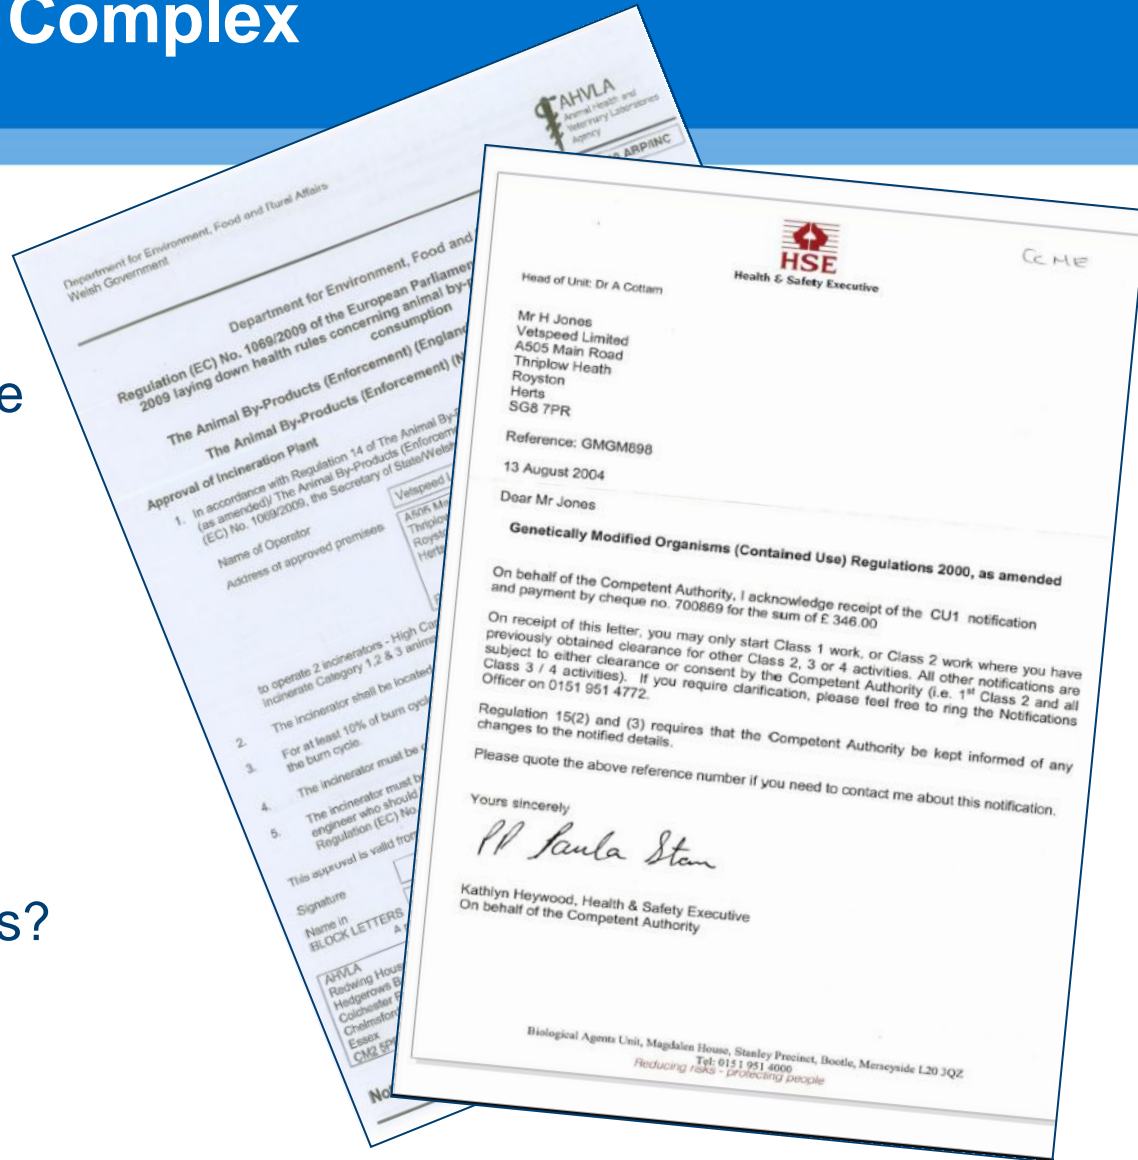 Complex
e
s?
AHVLA
Animal Health and
Veterinary Laboratories
Agency
ARP/INC
Department for Environment, Food and Rural Affairs
Welsh Government
Department for Environment, Food and
Regulation (EC) No. 1069/2009 of the European Parliamen
2009 laying down health rules concerning animal by-p
consumption
The Animal By-Products (Enforcement) (England
The Animal By-Products (Enforcement) (N
Approval of Incineration Plant
1. In accordance with Regulation 14 of The Animal By-P
(as amended)/ The Animal By-Products (Enforceme
(EC) No. 1069/2009, the Secretary of State/Welsh
Name of Operator
Vetspeed L
Address of approved premises
A505 Ma
Thriplow
Royst
Herts
to operate 2 incinerators - High Ca
Incinerate Category 1,2 & 3 anima
2. The incinerator shall be located
3. For at least 10% of burn cycle
the burn cycle.
4. The incinerator must be
5. The incinerator must b
engineer who should
Regulation (EC) No
This approval is valid from
Signature
Name in
BLOCK LETTERS
A
AHVLA
Redwing House
Hedgerows B
Colchester R
Chelmsford
Essex
CM2 5P
No
HSE
Health & Safety Executive
CC ME
Head of Unit: Dr A Cottam
Mr H Jones
Vetspeed Limited
A505 Main Road
Thriplow Heath
Royston
Herts
SG8 7PR
Reference: GMGM898
13 August 2004
Dear Mr Jones
Genetically Modified Organisms (Contained Use) Regulations 2000, as amended
On behalf of the Competent Authority, I acknowledge receipt of the CU1 notification
and payment by cheque no. 700869 for the sum of £ 346.00
On receipt of this letter, you may only start Class 1 work, or Class 2 work where you have
previously obtained clearance for other Class 2, 3 or 4 activities. All other notifications are
subject to either clearance or consent by the Competent Authority (i.e. 1st Class 2 and all
Class 3 / 4 activities). If you require clarification, please feel free to ring the Notifications
Officer on 0151 951 4772.
Regulation 15(2) and (3) requires that the Competent Authority be kept informed of any
changes to the notified details.
Please quote the above reference number if you need to contact me about this notification.
Yours sincerely
PP Paula Stam
Kathlyn Heywood, Health & Safety Executive
On behalf of the Competent Authority
Biological Agents Unit, Magdalen House, Stanley Precinct, Bootle, Merseyside L20 3QZ
Tel: 0151 951 4000
Reducing risks - protecting people